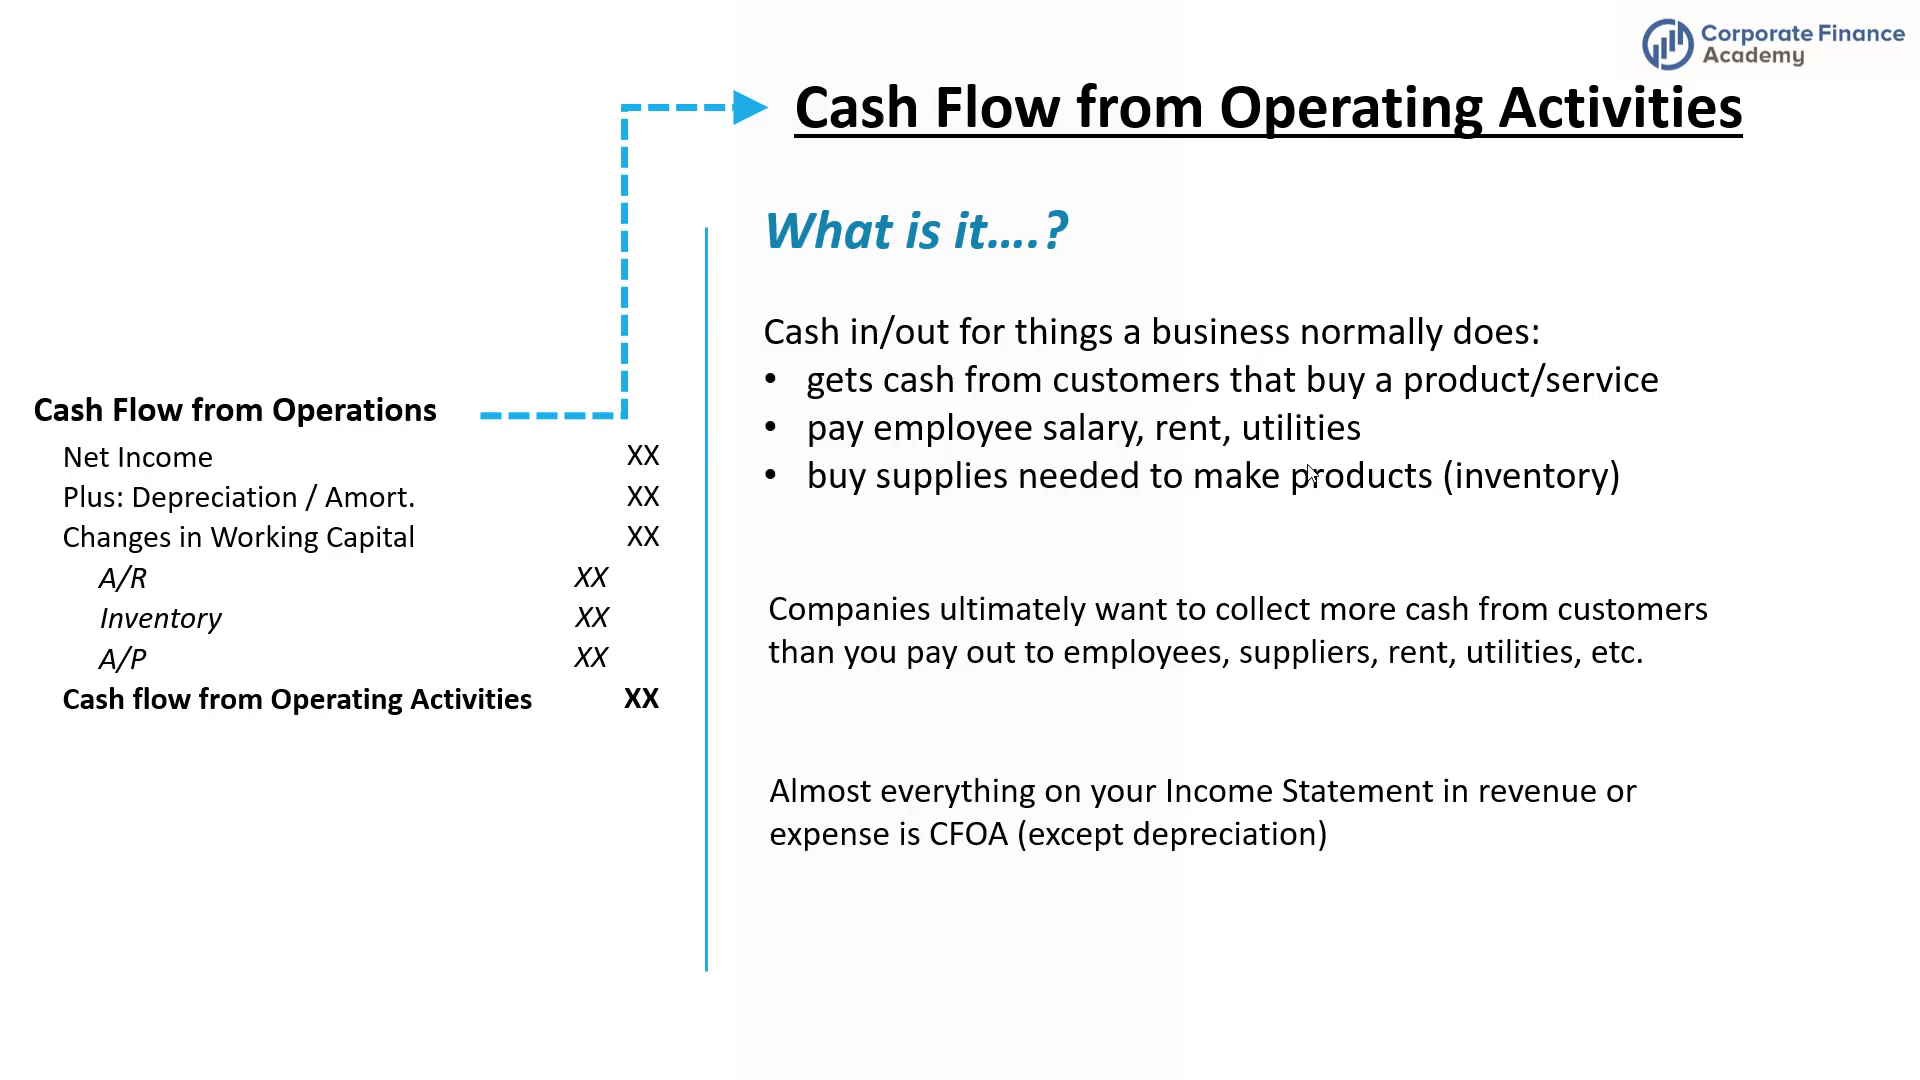 Corporate Finance
Academy
Cash Flow from Operating Activities
What is it….?
Cash in/out for things a business normally does:
• gets cash from customers that buy a product/service
• pay employee salary, rent, utilities
• buy supplies needed to make products (inventory)
Companies ultimately want to collect more cash from customers
than you pay out to employees, suppliers, rent, utilities, etc.
Almost everything on your Income Statement in revenue or
expense is CFOA (except depreciation)
Cash Flow from Operations
Net Income XX
Plus: Depreciation / Amort. XX
Changes in Working Capital XX
A/R XX
Inventory XX
A/P XX
Cash flow from Operating Activities XX